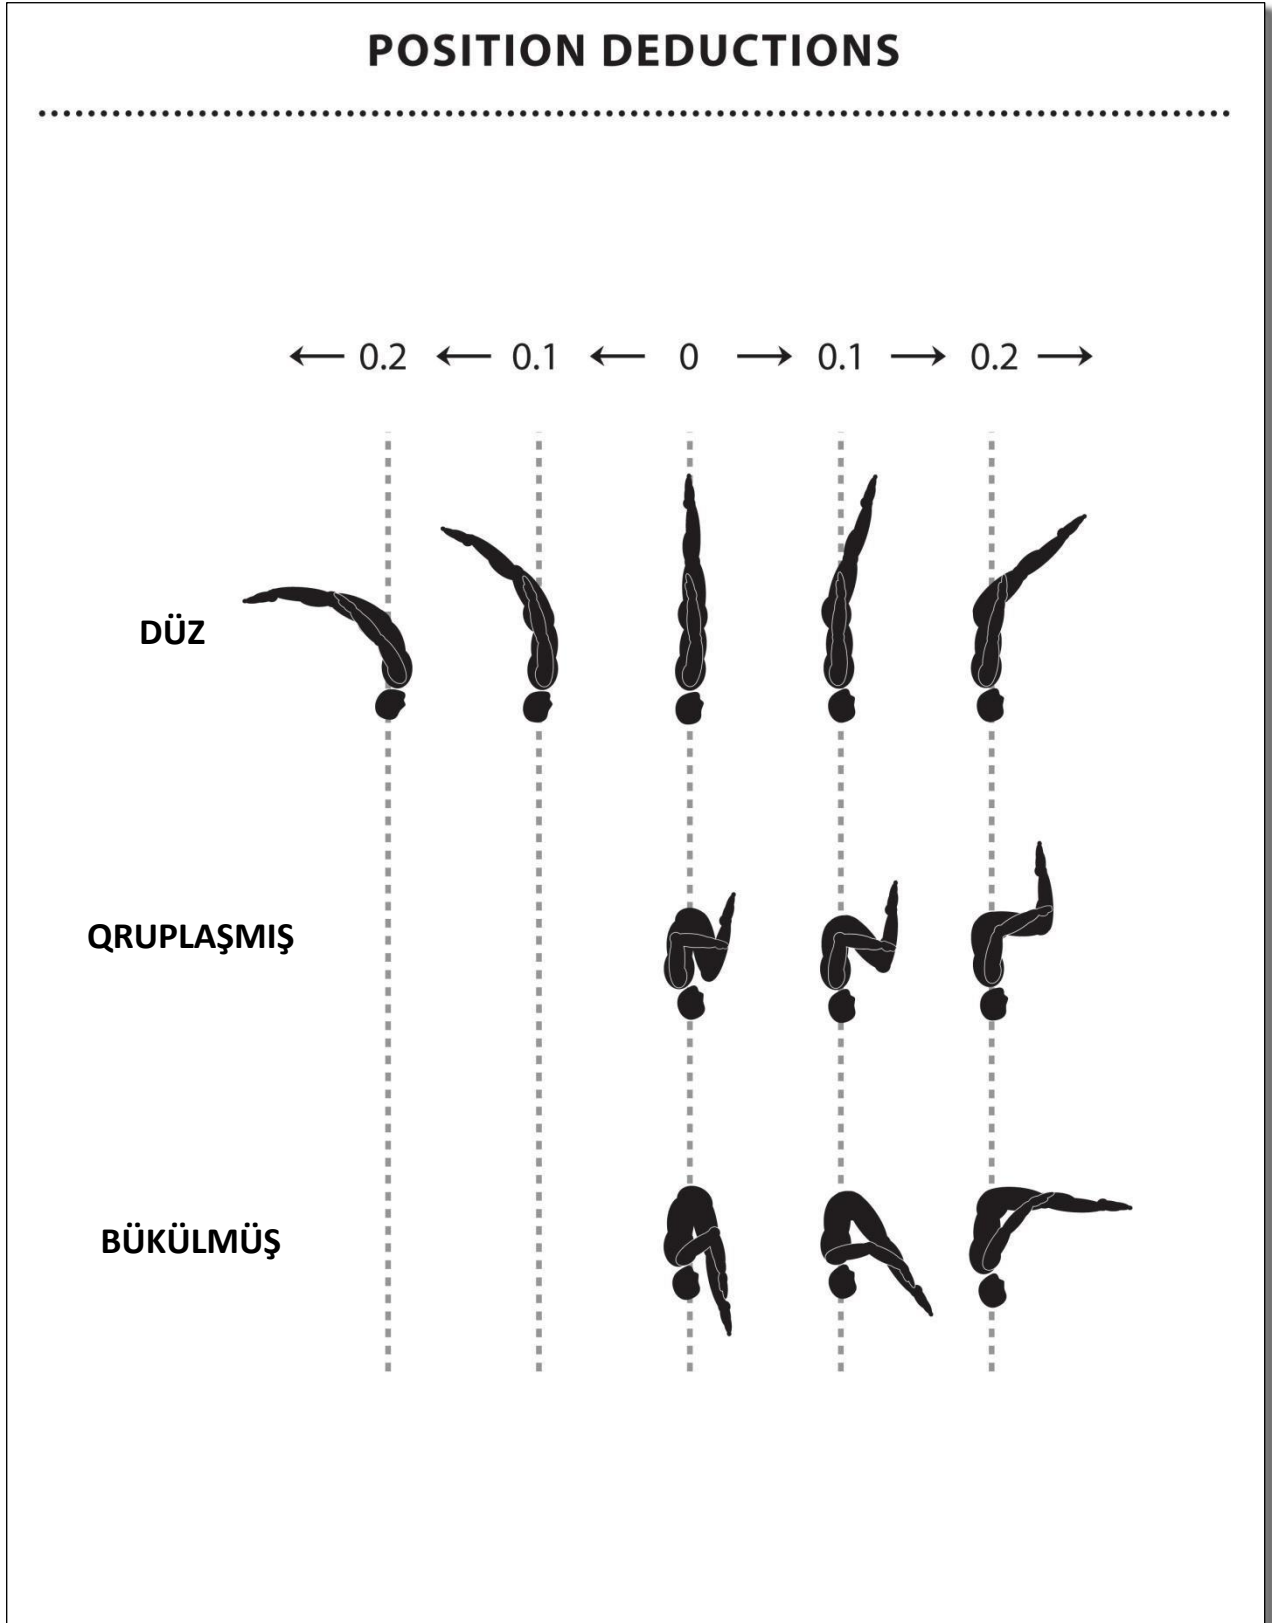 POSITION DEDUCTIONS
← 0.2 ← 0.1 ← 0 → 0.1 → 0.2 →
DÜZ
QRUPLAŞMIŞ
BÜKÜLMÜŞ